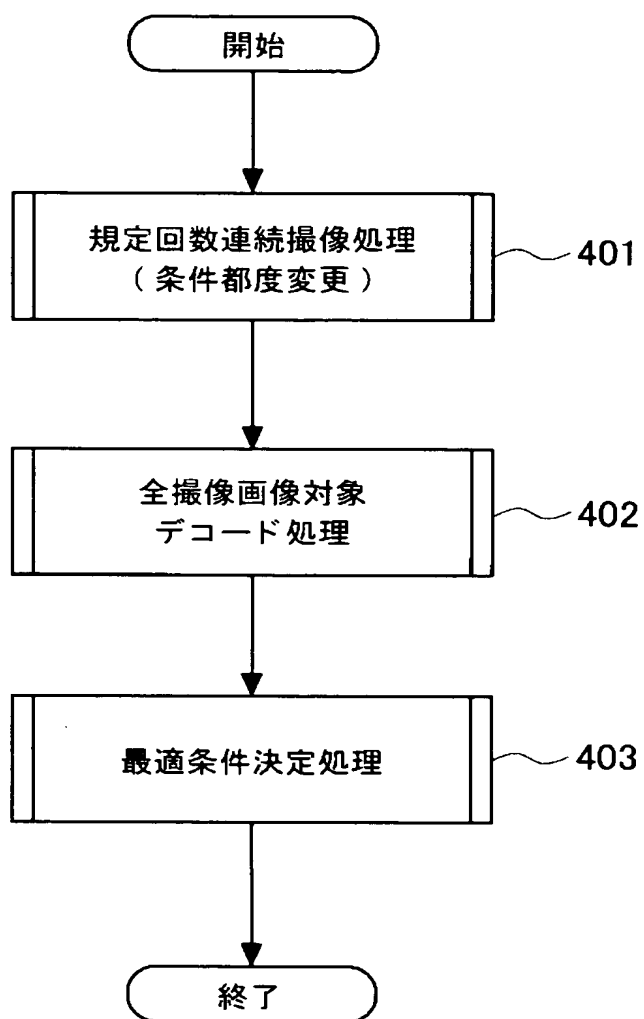 開始
規定回数連続撮像処理
(条件都度変更)
401
全撮像画像対象
デコード処理
402
最適条件決定処理
403
終了